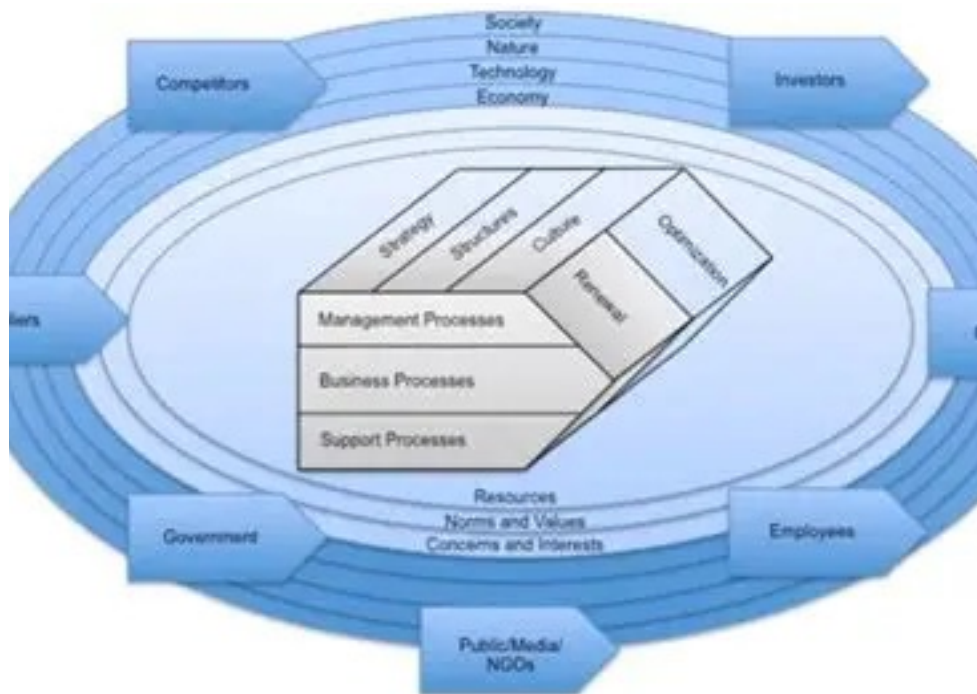 Society
Nature
Technology
Economy
Competitors
Investors
Strategy
Structures
Culture
Optimization
Renewal
Management Processes
Business Processes
Support Processes
liers
Resources
Norms and Values
Concerns and Interests
Government
Employees
Public/Media/
NGOs